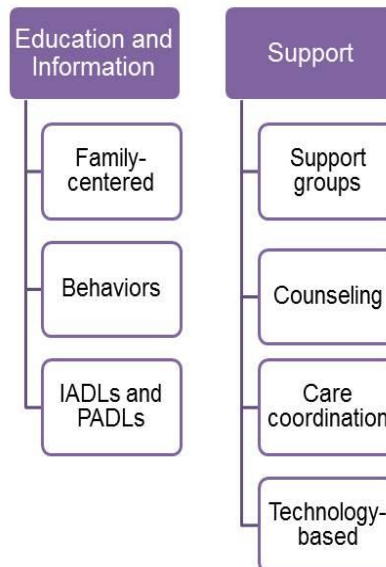 Education and
Information
Family-
centered
Behaviors
IADLs and
PADLs
Support
Support
groups
Counseling
Care
coordination
Technology-
based